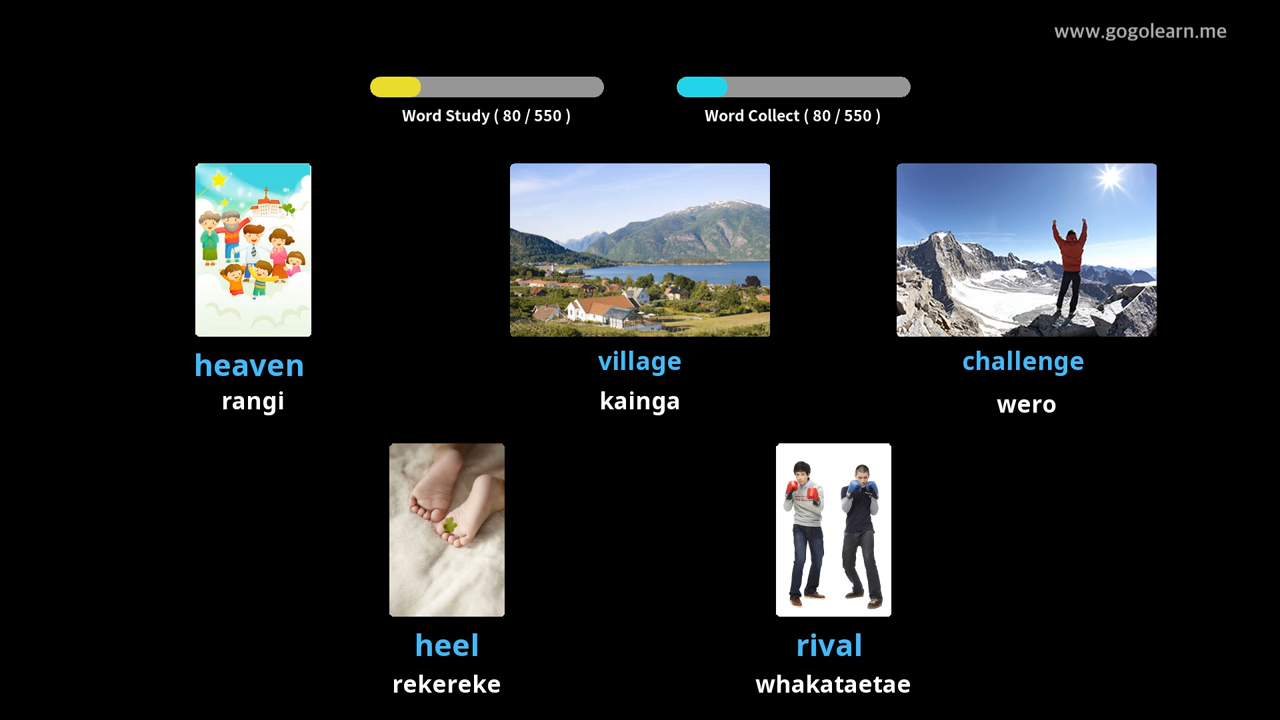 www.gogolearn.me
Word Study ( 80 / 550 )
Word Collect ( 80 / 550 )
heaven
rangi
village
kainga
challenge
wero
heel
rekereke
rival
whakataetae